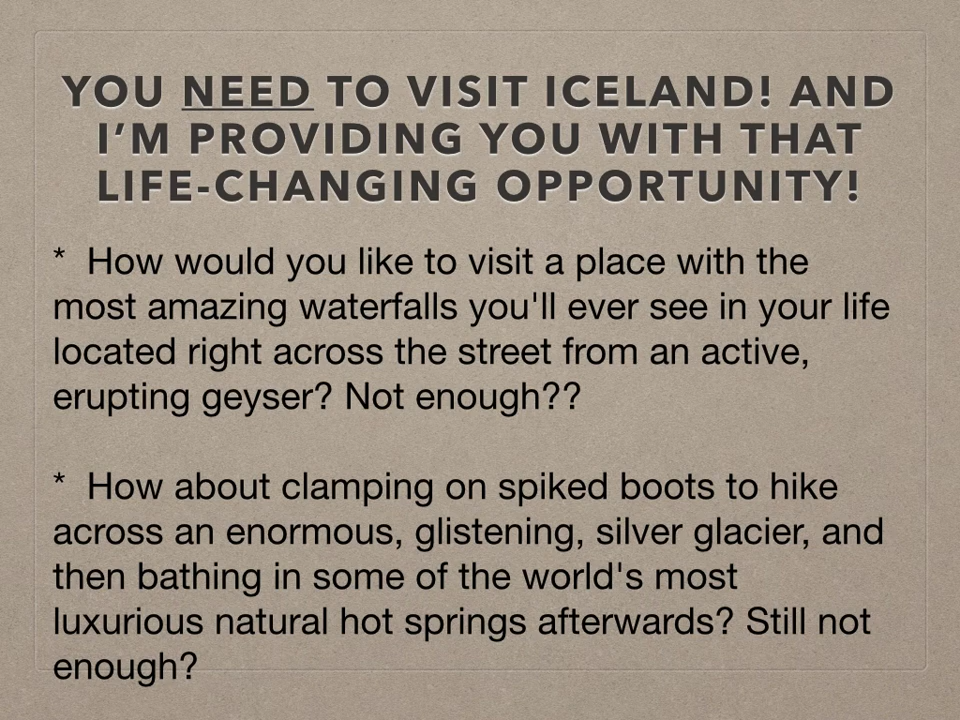 YOU NEED TO VISIT ICELAND! AND
I’M PROVIDING YOU WITH THAT
LIFE-CHANGING OPPORTUNITY!
* How would you like to visit a place with the
most amazing waterfalls you'll ever see in your life
located right across the street from an active,
erupting geyser? Not enough??
* How about clamping on spiked boots to hike
across an enormous, glistening, silver glacier, and
then bathing in some of the world's most
luxurious natural hot springs afterwards? Still not
enough?